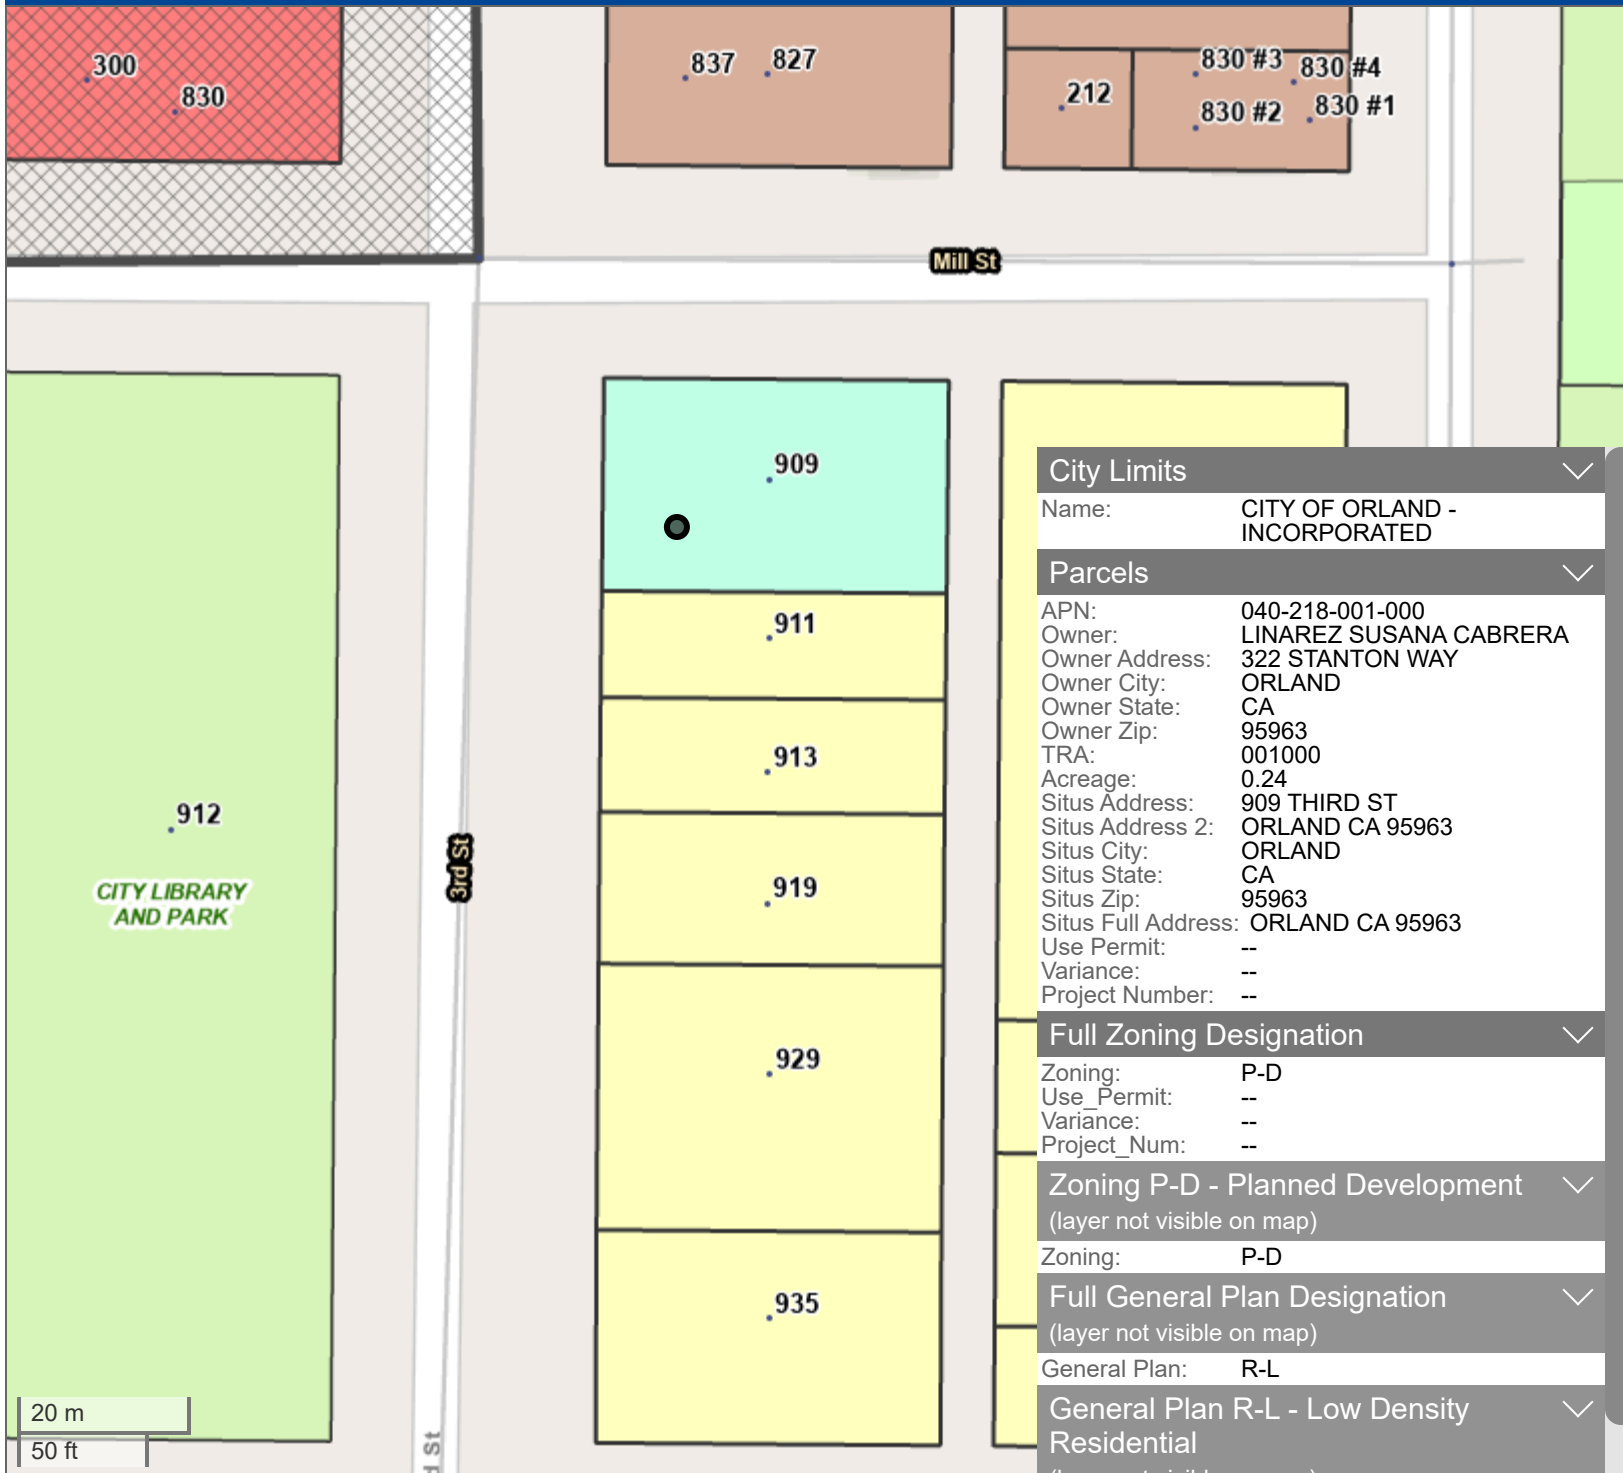 300
830
837
827
830 #3
830 #4
212
830 #2
830 #1
Mill St
909
911
913
912
CITY LIBRARY
AND PARK
3rd St
919
929
935
20 m
50 ft
d St
City Limits
Name: CITY OF ORLAND -
INCORPORATED
Parcels
APN: 040-218-001-000
Owner: LINAREZ SUSANA CABRERA
Owner Address: 322 STANTON WAY
Owner City: ORLAND
Owner State: CA
Owner Zip: 95963
TRA: 001000
Acreage: 0.24
Situs Address: 909 THIRD ST
Situs Address 2: ORLAND CA 95963
Situs City: ORLAND
Situs State: CA
Situs Zip: 95963
Situs Full Address: ORLAND CA 95963
Use Permit: --
Variance: --
Project Number: --
Full Zoning Designation
Zoning: P-D
Use_Permit: --
Variance: --
Project_Num: --
Zoning P-D - Planned Development
(layer not visible on map)
Zoning: P-D
Full General Plan Designation
(layer not visible on map)
General Plan: R-L
General Plan R-L - Low Density
Residential